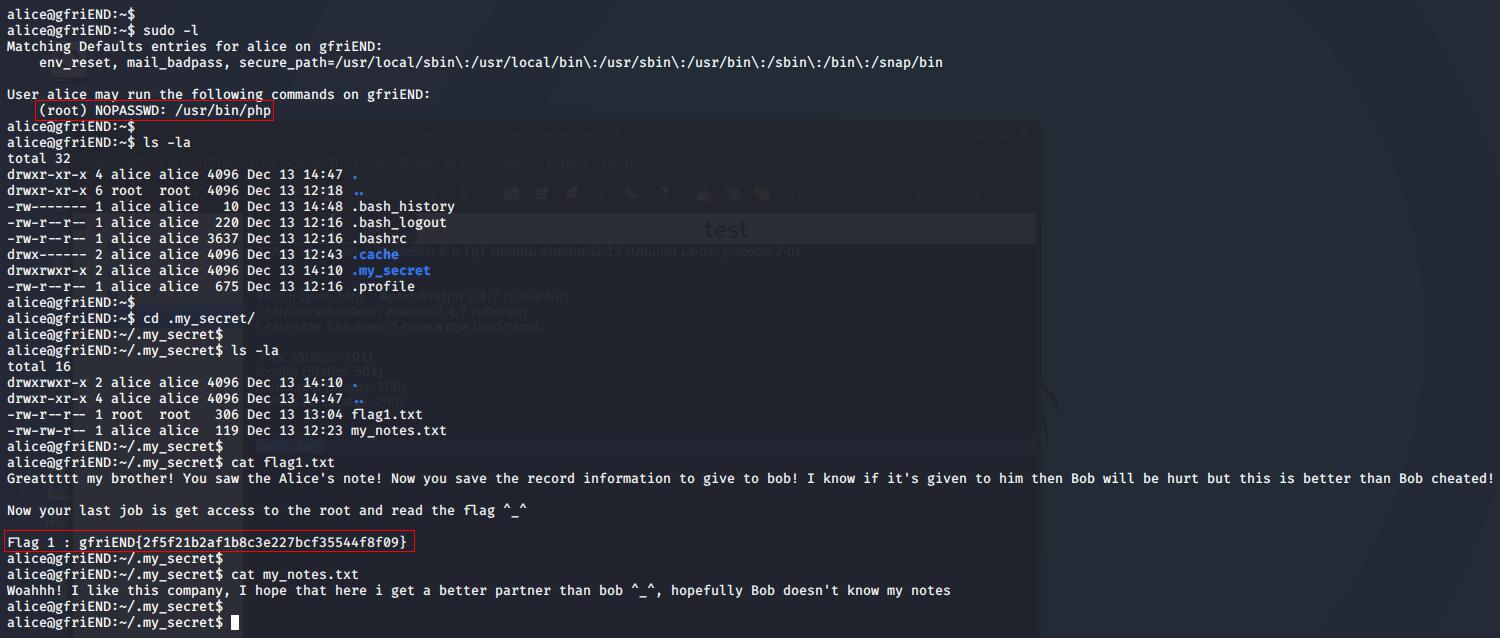 alice@gfriEND:~$
alice@gfriEND:~$ sudo -l
Matching Defaults entries for alice on gfriEND:
    env_reset, mail_badpass, secure_path=/usr/local/sbin\:/usr/local/bin\:/usr/sbin\:/usr/bin\:/sbin\:/bin\:/snap/bin

User alice may run the following commands on gfriEND:
    (root) NOPASSWD: /usr/bin/php
alice@gfriEND:~$
alice@gfriEND:~$ ls -la
total 32
drwxr-xr-x 4 alice alice 4096 Dec 13 14:47 .
drwxr-xr-x 6 root  root  4096 Dec 13 12:18 ..
-rw------- 1 alice alice   10 Dec 13 14:48 .bash_history
-rw-r--r-- 1 alice alice  220 Dec 13 12:16 .bash_logout
-rw-r--r-- 1 alice alice 3637 Dec 13 12:16 .bashrc
drwx------ 2 alice alice 4096 Dec 13 12:43 .cache
drwxrwxr-x 2 alice alice 4096 Dec 13 14:10 .my_secret
-rw-r--r-- 1 alice alice  675 Dec 13 12:16 .profile
alice@gfriEND:~$
alice@gfriEND:~$ cd .my_secret/
alice@gfriEND:~/.my_secret$
alice@gfriEND:~/.my_secret$ ls -la
total 16
drwxrwxr-x 2 alice alice 4096 Dec 13 14:10 .
drwxr-xr-x 4 alice alice 4096 Dec 13 14:47 ..
-rw-r--r-- 1 root  root   306 Dec 13 13:04 flag1.txt
-rw-rw-r-- 1 alice alice  119 Dec 13 12:23 my_notes.txt
alice@gfriEND:~/.my_secret$
alice@gfriEND:~/.my_secret$ cat flag1.txt
Greattttt my brother! You saw the Alice's note! Now you save the record information to give to bob! I know if it's given to him then Bob will be hurt but this is better than Bob cheated!

Now your last job is get access to the root and read the flag ^_^

Flag 1 : gfriEND{2f5f21b2af1b8c3e227bcf35544f8f09}
alice@gfriEND:~/.my_secret$
alice@gfriEND:~/.my_secret$ cat my_notes.txt
Woahhh! I like this company, I hope that here i get a better partner than bob ^_^, hopefully Bob doesn't know my notes
alice@gfriEND:~/.my_secret$
alice@gfriEND:~/.my_secret$